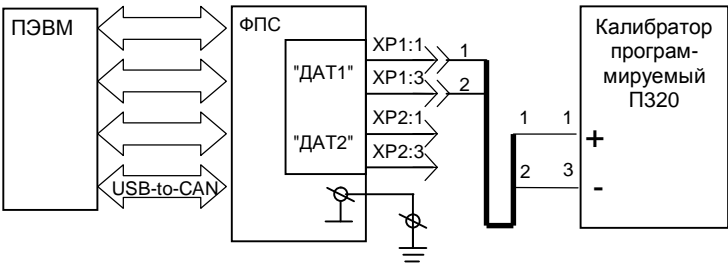 ПЭВМ
USB-to-CAN
ФПС
"ДАТ1"
"ДАТ2"
XP1:1
XP1:3
XP2:1
XP2:3
1
2
1
2
1
3
+
-
Калибратор
програм-
мируемый
П320